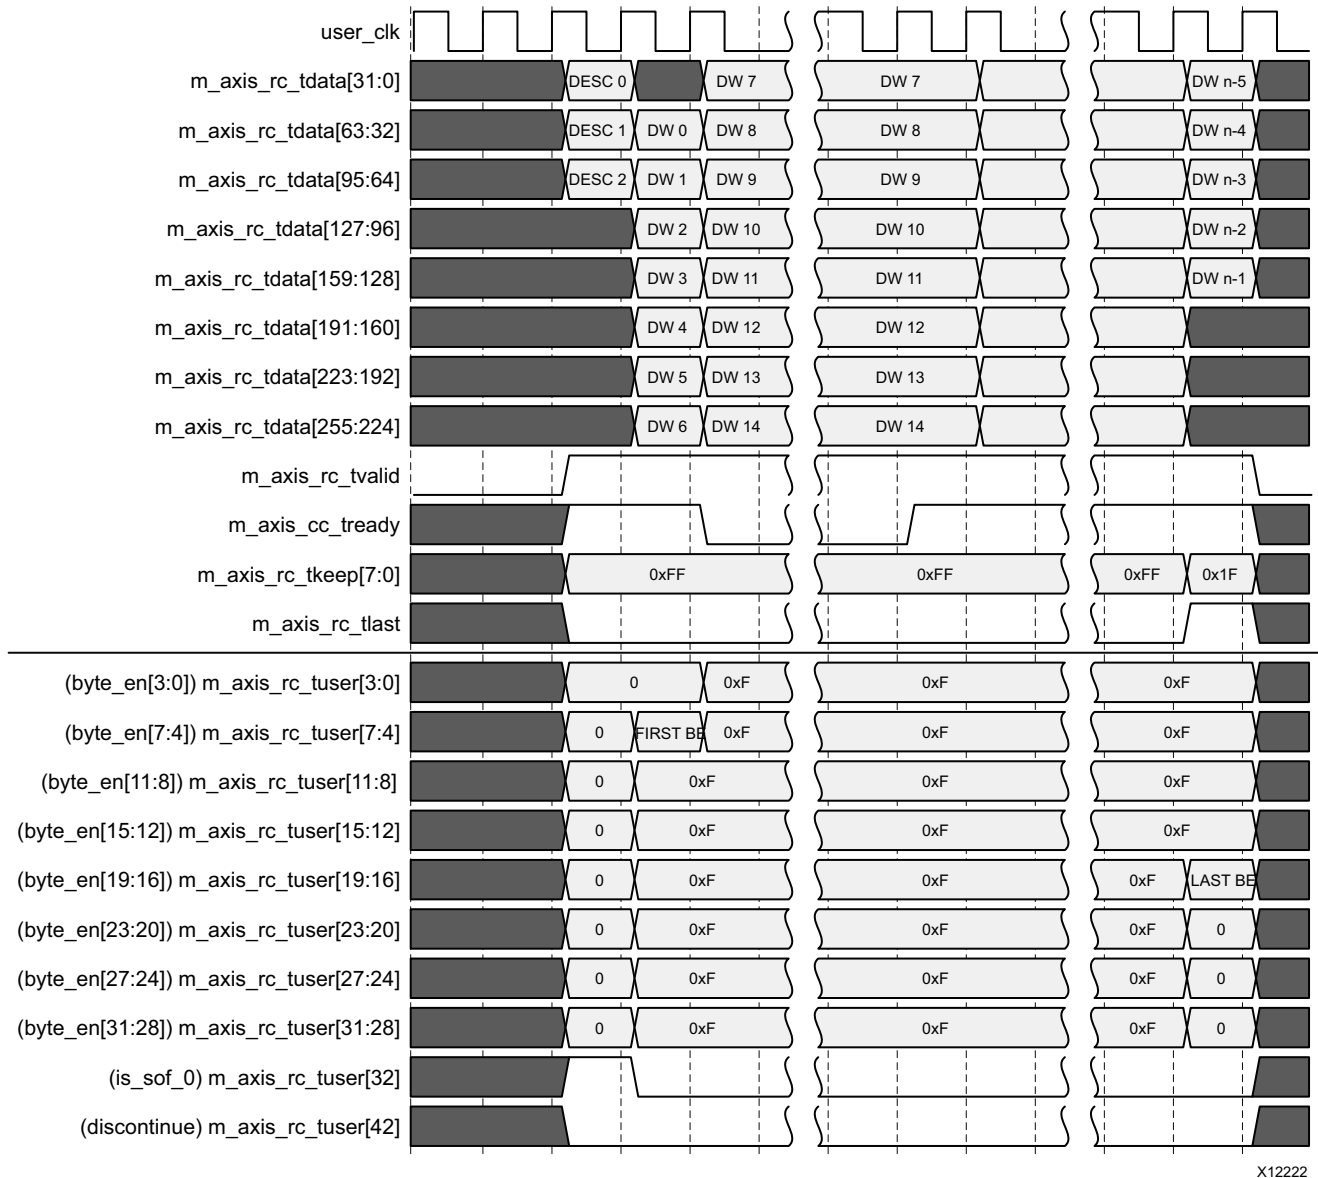 user_clk
m_axis_rc_tdata[31:0] DESC 0 DW 7 DW 7 DW n-5
m_axis_rc_tdata[63:32] DESC 1 DW 0 DW 8 DW 8 DW n-4
m_axis_rc_tdata[95:64] DESC 2 DW 1 DW 9 DW 9 DW n-3
m_axis_rc_tdata[127:96] DW 2 DW 10 DW 10 DW n-2
m_axis_rc_tdata[159:128] DW 3 DW 11 DW 11 DW n-1
m_axis_rc_tdata[191:160] DW 4 DW 12 DW 12
m_axis_rc_tdata[223:192] DW 5 DW 13 DW 13
m_axis_rc_tdata[255:224] DW 6 DW 14 DW 14
m_axis_rc_tvalid
m_axis_cc_tready
m_axis_rc_tkeep[7:0] 0xFF 0xFF 0xFF 0x1F
m_axis_rc_tlast
(byte_en[3:0]) m_axis_rc_tuser[3:0] 0 0xF 0xF 0xF
(byte_en[7:4]) m_axis_rc_tuser[7:4] 0 FIRST BE 0xF 0xF 0xF
(byte_en[11:8]) m_axis_rc_tuser[11:8] 0 0xF 0xF 0xF
(byte_en[15:12]) m_axis_rc_tuser[15:12] 0 0xF 0xF 0xF
(byte_en[19:16]) m_axis_rc_tuser[19:16] 0 0xF 0xF 0xF LAST BE
(byte_en[23:20]) m_axis_rc_tuser[23:20] 0 0xF 0xF 0xF 0
(byte_en[27:24]) m_axis_rc_tuser[27:24] 0 0xF 0xF 0xF 0
(byte_en[31:28]) m_axis_rc_tuser[31:28] 0 0xF 0xF 0xF 0
(is_sof_0) m_axis_rc_tuser[32]
(discontinue) m_axis_rc_tuser[42]
X12222